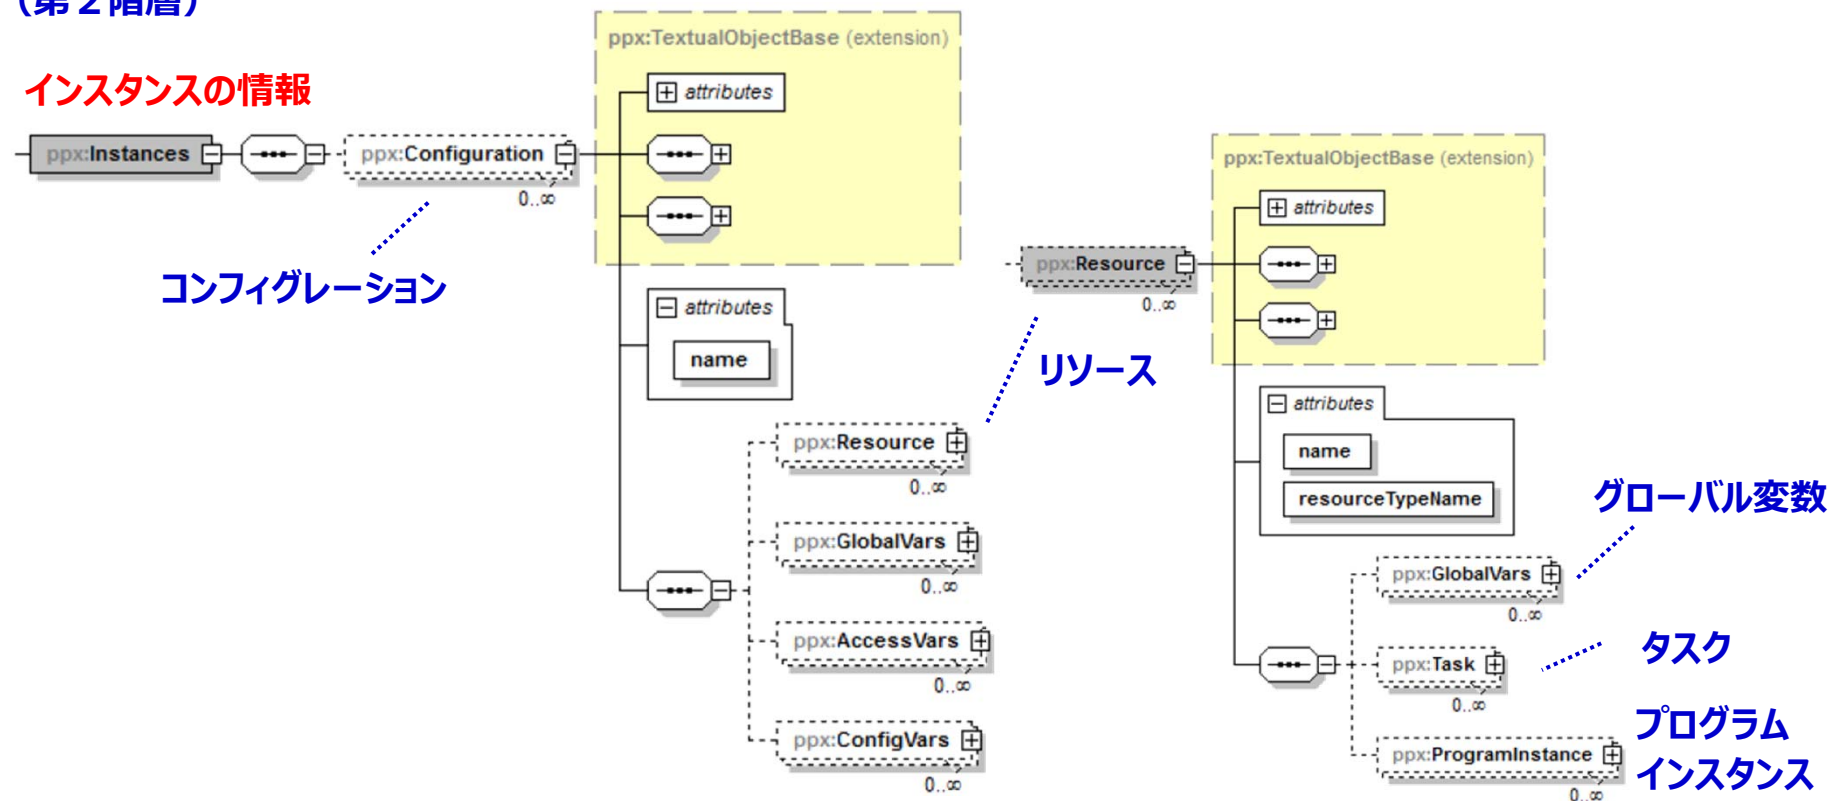 （第２階層）
インスタンスの情報
ppx:Instances
ppx:Configuration
0..∞
コンフィグレーション
ppx:TextualObjectBase (extension)
attributes
attributes
name
ppx:Resource
0..∞
ppx:GlobalVars
0..∞
ppx:AccessVars
0..∞
ppx:ConfigVars
0..∞
ppx:Resource
0..∞
リソース
ppx:TextualObjectBase (extension)
attributes
attributes
name
resourceTypeName
ppx:GlobalVars
0..∞
グローバル変数
ppx:Task
0..∞
タスク
ppx:ProgramInstance
0..∞
プログラム
インスタンス